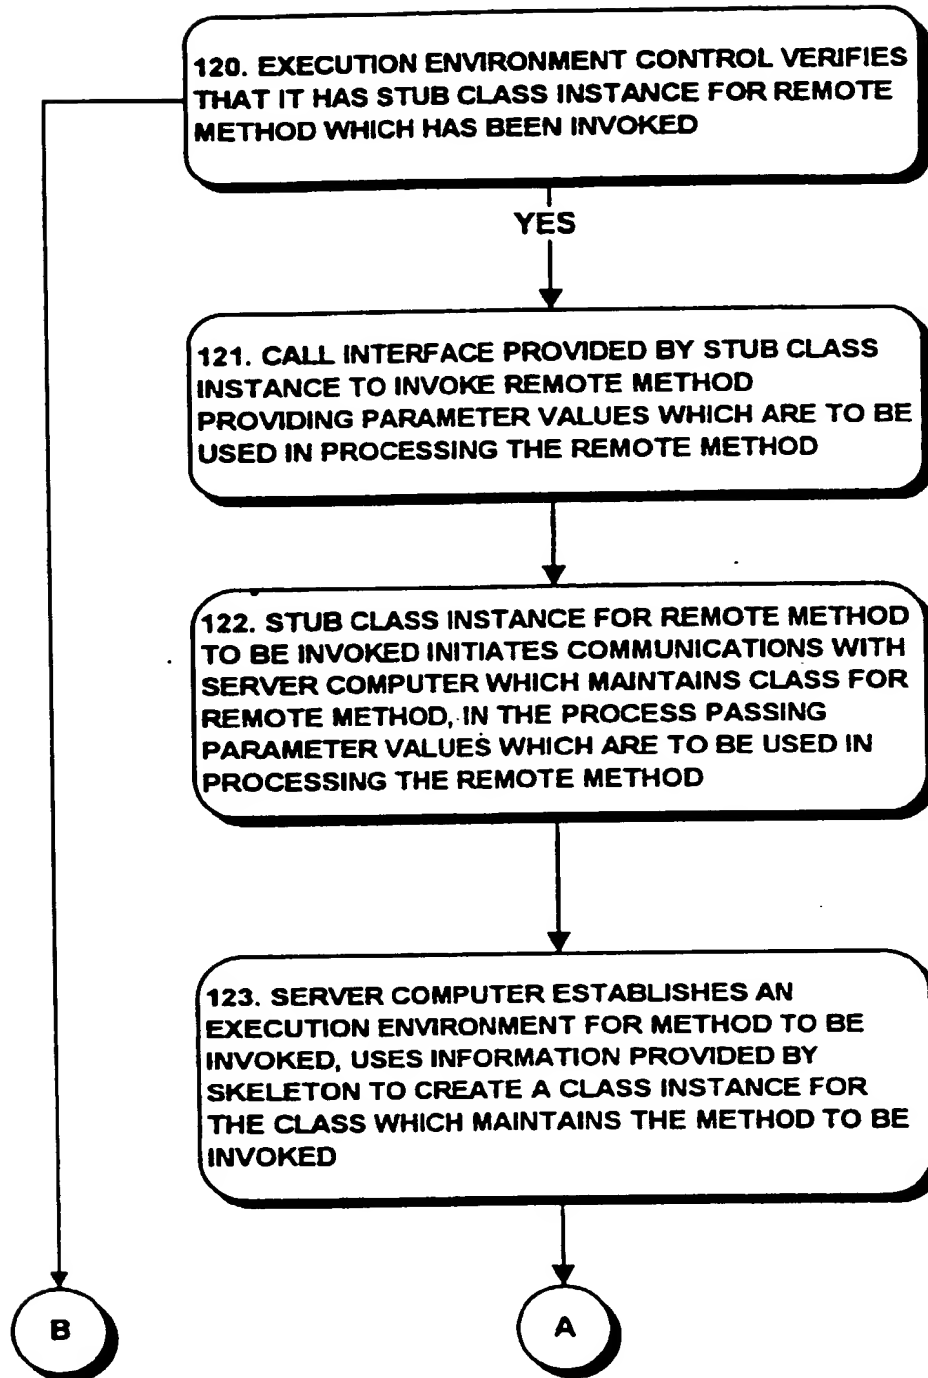 120. EXECUTION ENVIRONMENT CONTROL VERIFIES
THAT IT HAS STUB CLASS INSTANCE FOR REMOTE
METHOD WHICH HAS BEEN INVOKED
YES
121. CALL INTERFACE PROVIDED BY STUB CLASS
INSTANCE TO INVOKE REMOTE METHOD
PROVIDING PARAMETER VALUES WHICH ARE TO BE
USED IN PROCESSING THE REMOTE METHOD
122. STUB CLASS INSTANCE FOR REMOTE METHOD
TO BE INVOKED INITIATES COMMUNICATIONS WITH
SERVER COMPUTER WHICH MAINTAINS CLASS FOR
REMOTE METHOD, IN THE PROCESS PASSING
PARAMETER VALUES WHICH ARE TO BE USED IN
PROCESSING THE REMOTE METHOD
123. SERVER COMPUTER ESTABLISHES AN
EXECUTION ENVIRONMENT FOR METHOD TO BE
INVOKED, USES INFORMATION PROVIDED BY
SKELETON TO CREATE A CLASS INSTANCE FOR
THE CLASS WHICH MAINTAINS THE METHOD TO BE
INVOKED
B
A